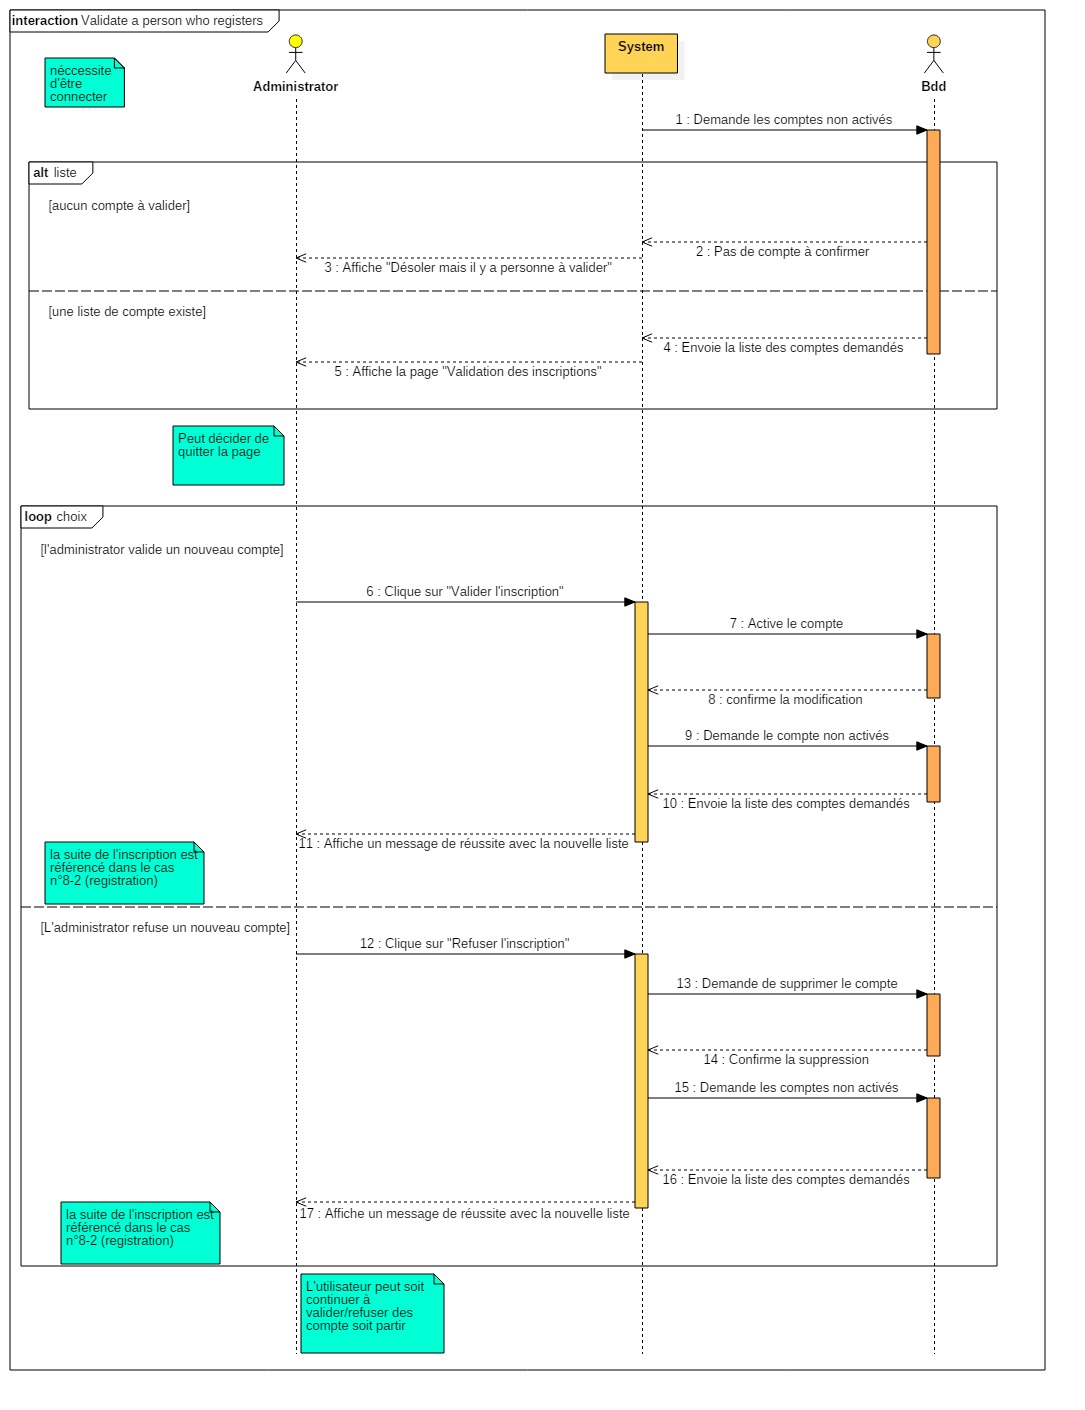 interaction Validate a person who registers
néccessite
d'être
connecter
Administrator
System
Bdd
1 : Demande les comptes non activés
alt liste
[aucun compte à valider]
2 : Pas de compte à confirmer
3 : Affiche "Désoler mais il y a personne à valider"
[une liste de compte existe]
4 : Envoie la liste des comptes demandés
5 : Affiche la page "Validation des inscriptions"
Peut décider de
quitter la page
loop choix
[l'administrator valide un nouveau compte]
6 : Clique sur "Valider l'inscription"
7 : Active le compte
8 : confirme la modification
9 : Demande le compte non activés
10 : Envoie la liste des comptes demandés
11 : Affiche un message de réussite avec la nouvelle liste
la suite de l'inscription est
référencé dans le cas
n°8-2 (registration)
[L'administrator refuse un nouveau compte]
12 : Clique sur "Refuser l'inscription"
13 : Demande de supprimer le compte
14 : Confirme la suppression
15 : Demande les comptes non activés
16 : Envoie la liste des comptes demandés
17 : Affiche un message de réussite avec la nouvelle liste
la suite de l'inscription est
référencé dans le cas
n°8-2 (registration)
L'utilisateur peut soit
continuer à
valider/refuser des
compte soit partir